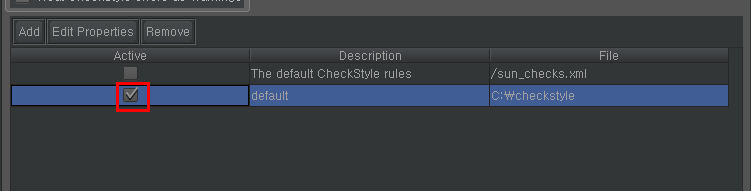 Add Edit Properties Remove
Active Description File
The default CheckStyle rules /sun_checks.xml
default C:₩checkstyle